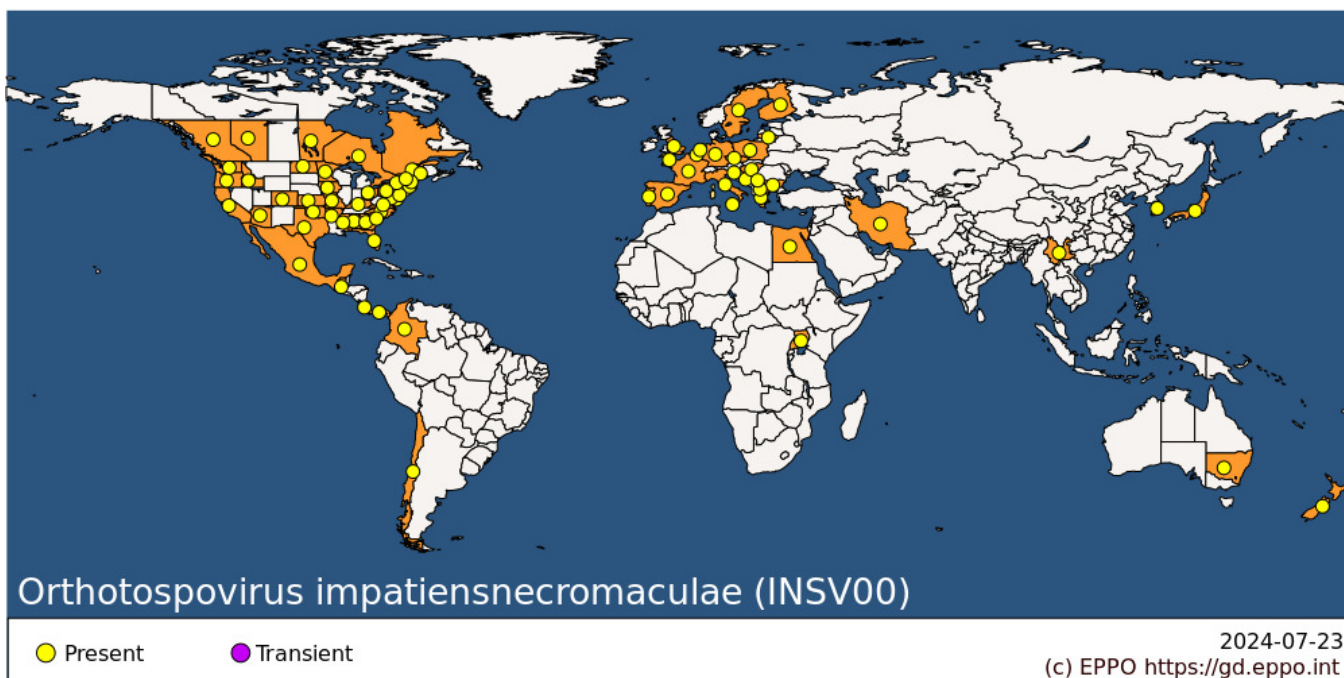 Orthotospovirus impatiensnecromaculae (INSV00)
Present
Transient
2024-07-23
(c) EPPO https://gd.eppo.int